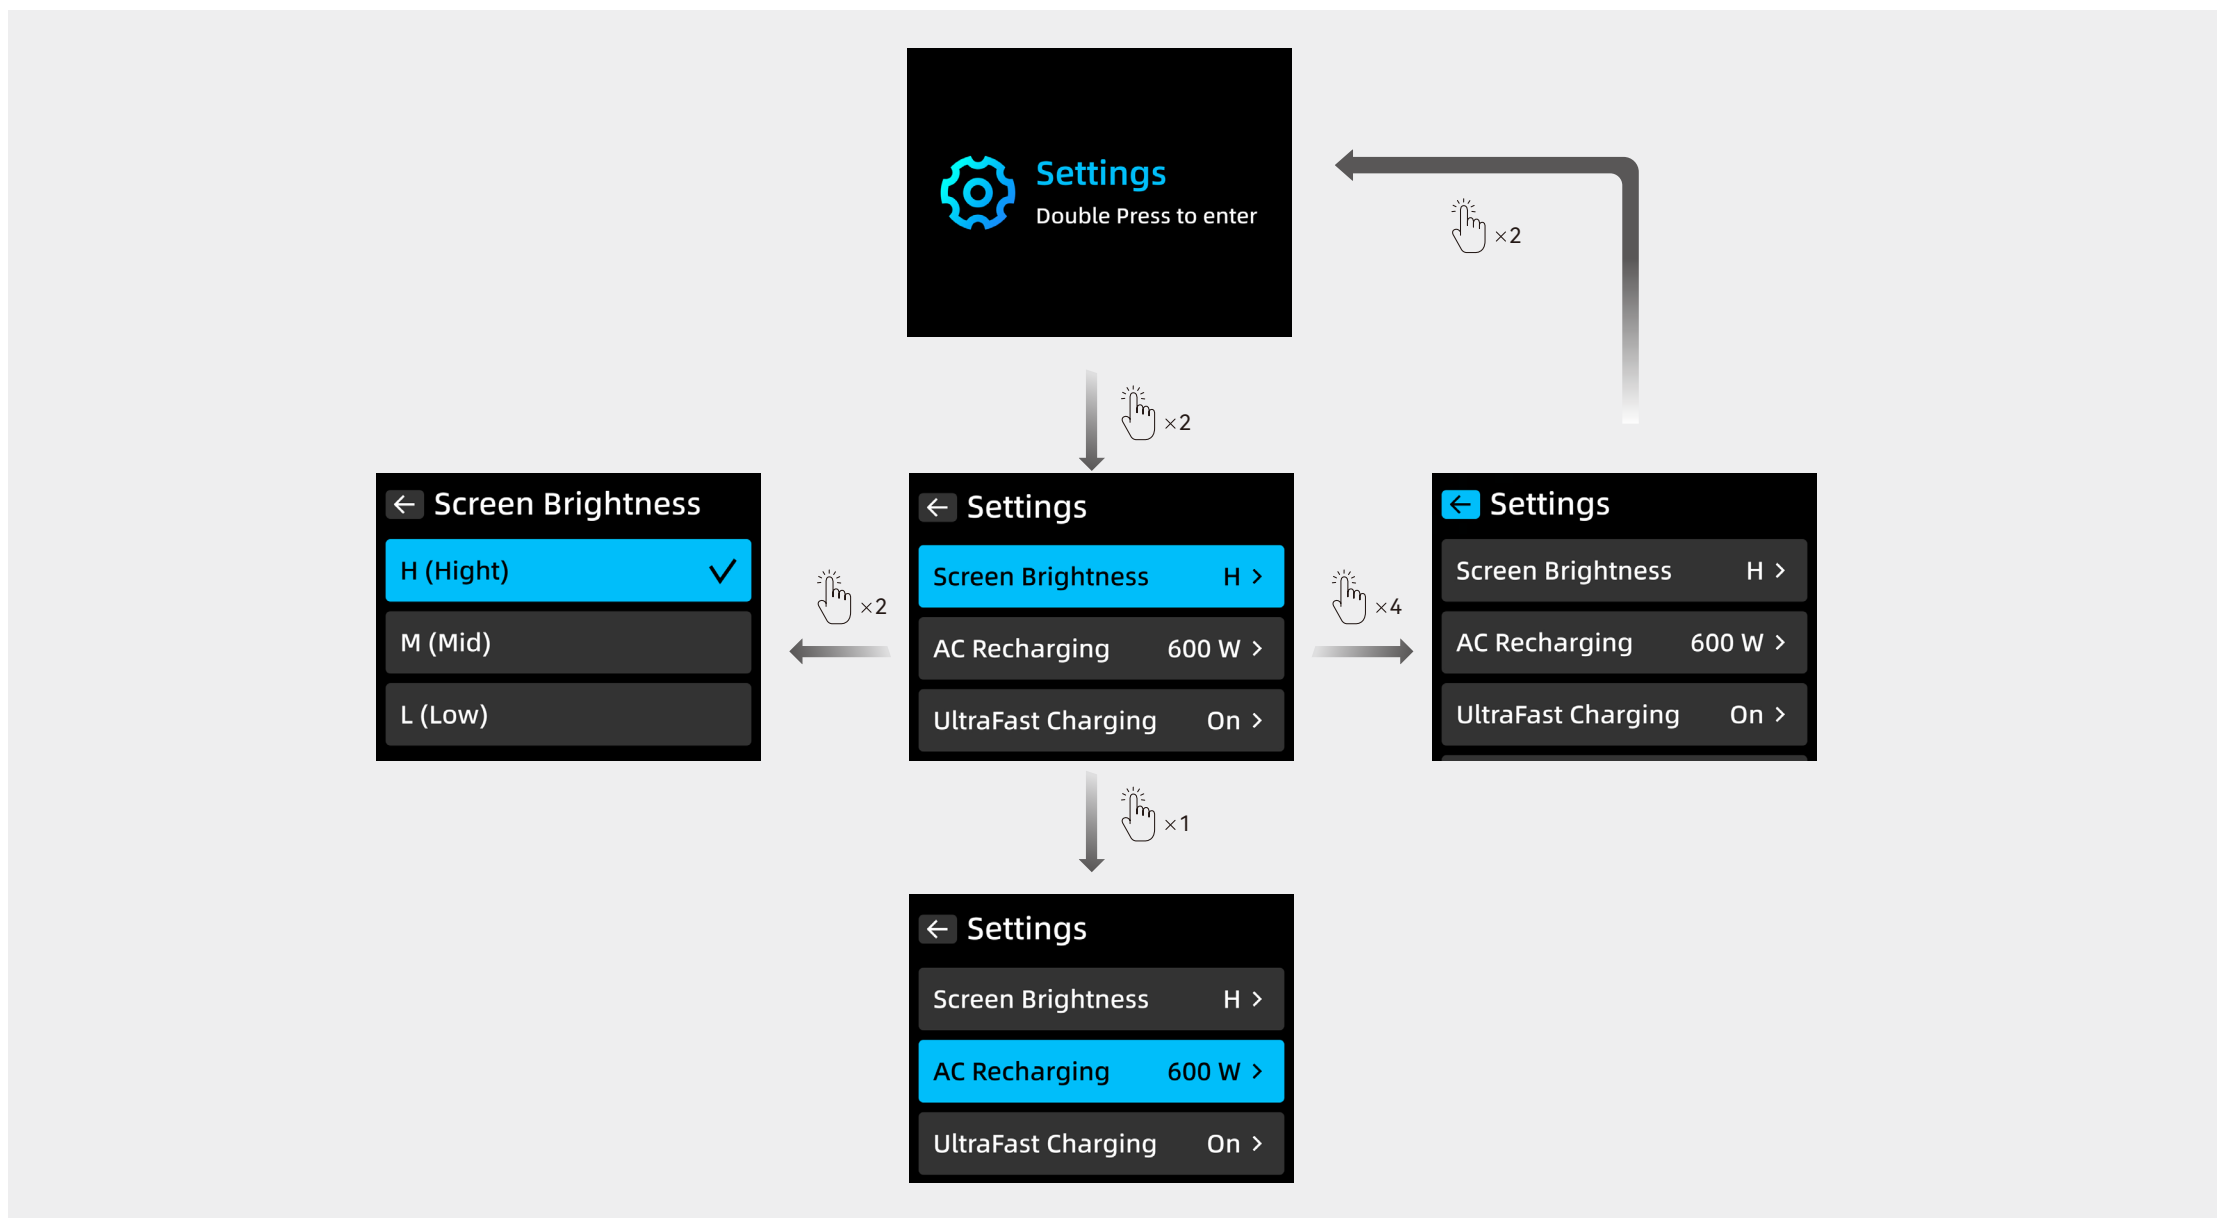 Settings
Double Press to enter
×2
×2
Screen Brightness
H (Hight)
M (Mid)
L (Low)
×2
Settings
Screen Brightness H
AC Recharging 600 W
UltraFast Charging On
×4
Settings
Screen Brightness H
AC Recharging 600 W
UltraFast Charging On
×1
Settings
Screen Brightness H
AC Recharging 600 W
UltraFast Charging On